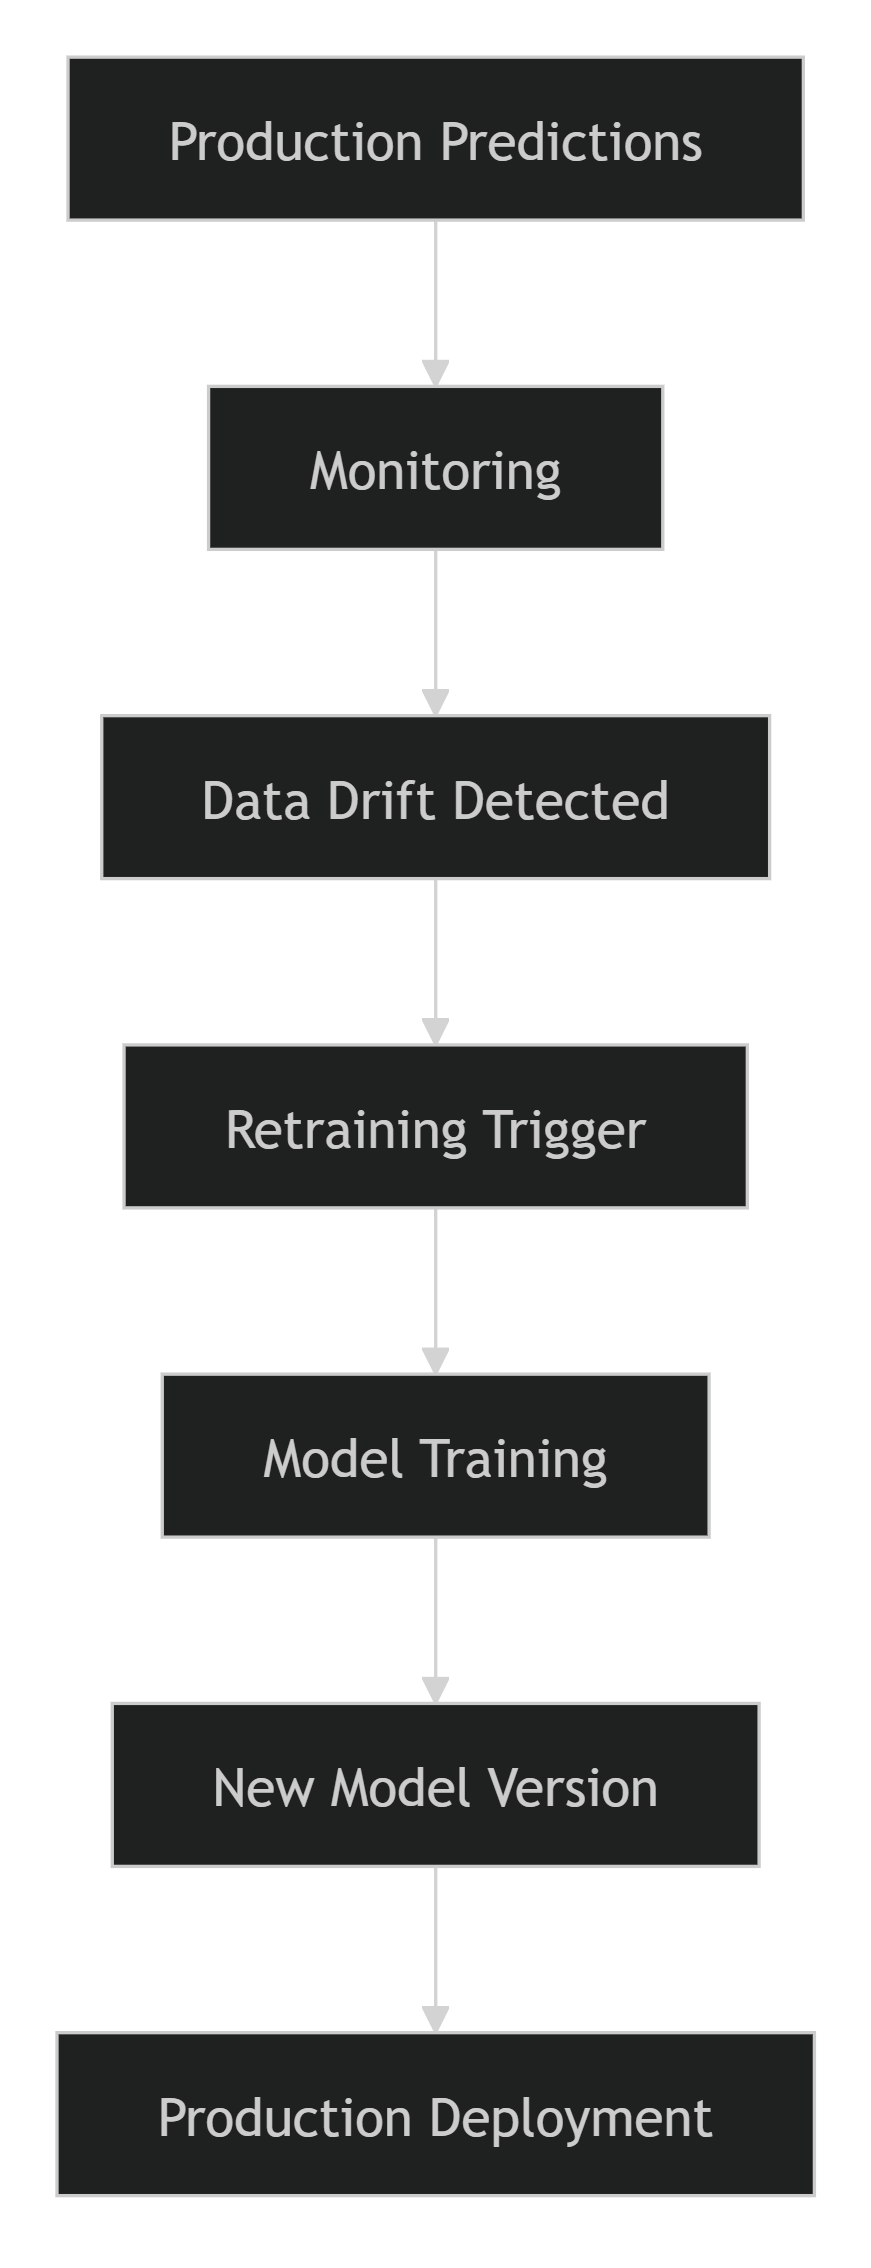 Production Predictions
Monitoring
Data Drift Detected
Retraining Trigger
Model Training
New Model Version
Production Deployment